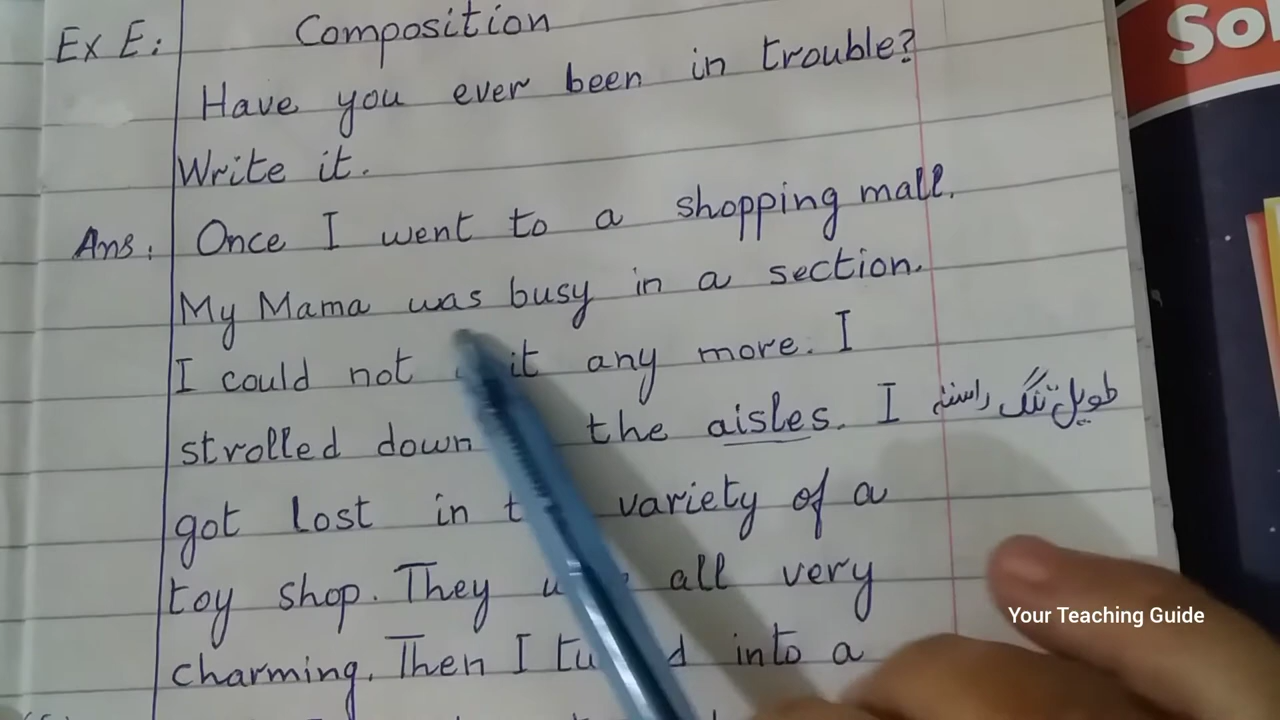 Ex E: Composition
Have you ever been in trouble?
Write it.
Ans: Once I went to a shopping mall.
My Mama was busy in a section.
I could not it any more. I
strolled down the aisles. I طویل تنگ راستہ
got lost in variety of a
toy shop. They all very
charming. Then I into a
Sol
Your Teaching Guide